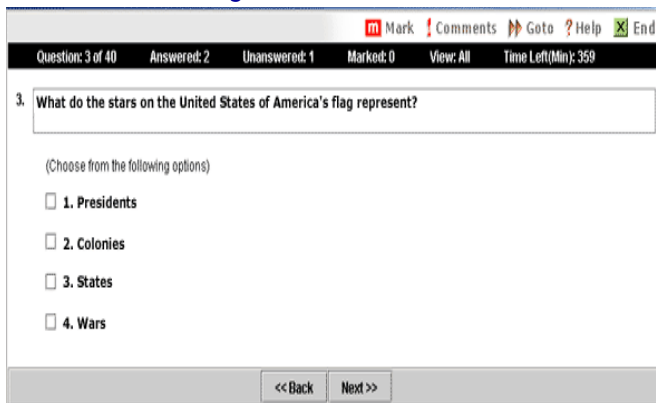 m Mark ! Comments Goto ? Help X End
Question: 3 of 40 Answered: 2 Unanswered: 1 Marked: 0 View: All Time Left(Min): 359
3. What do the stars on the United States of America's flag represent?
(Choose from the following options)
1. Presidents
2. Colonies
3. States
4. Wars
<< Back Next >>